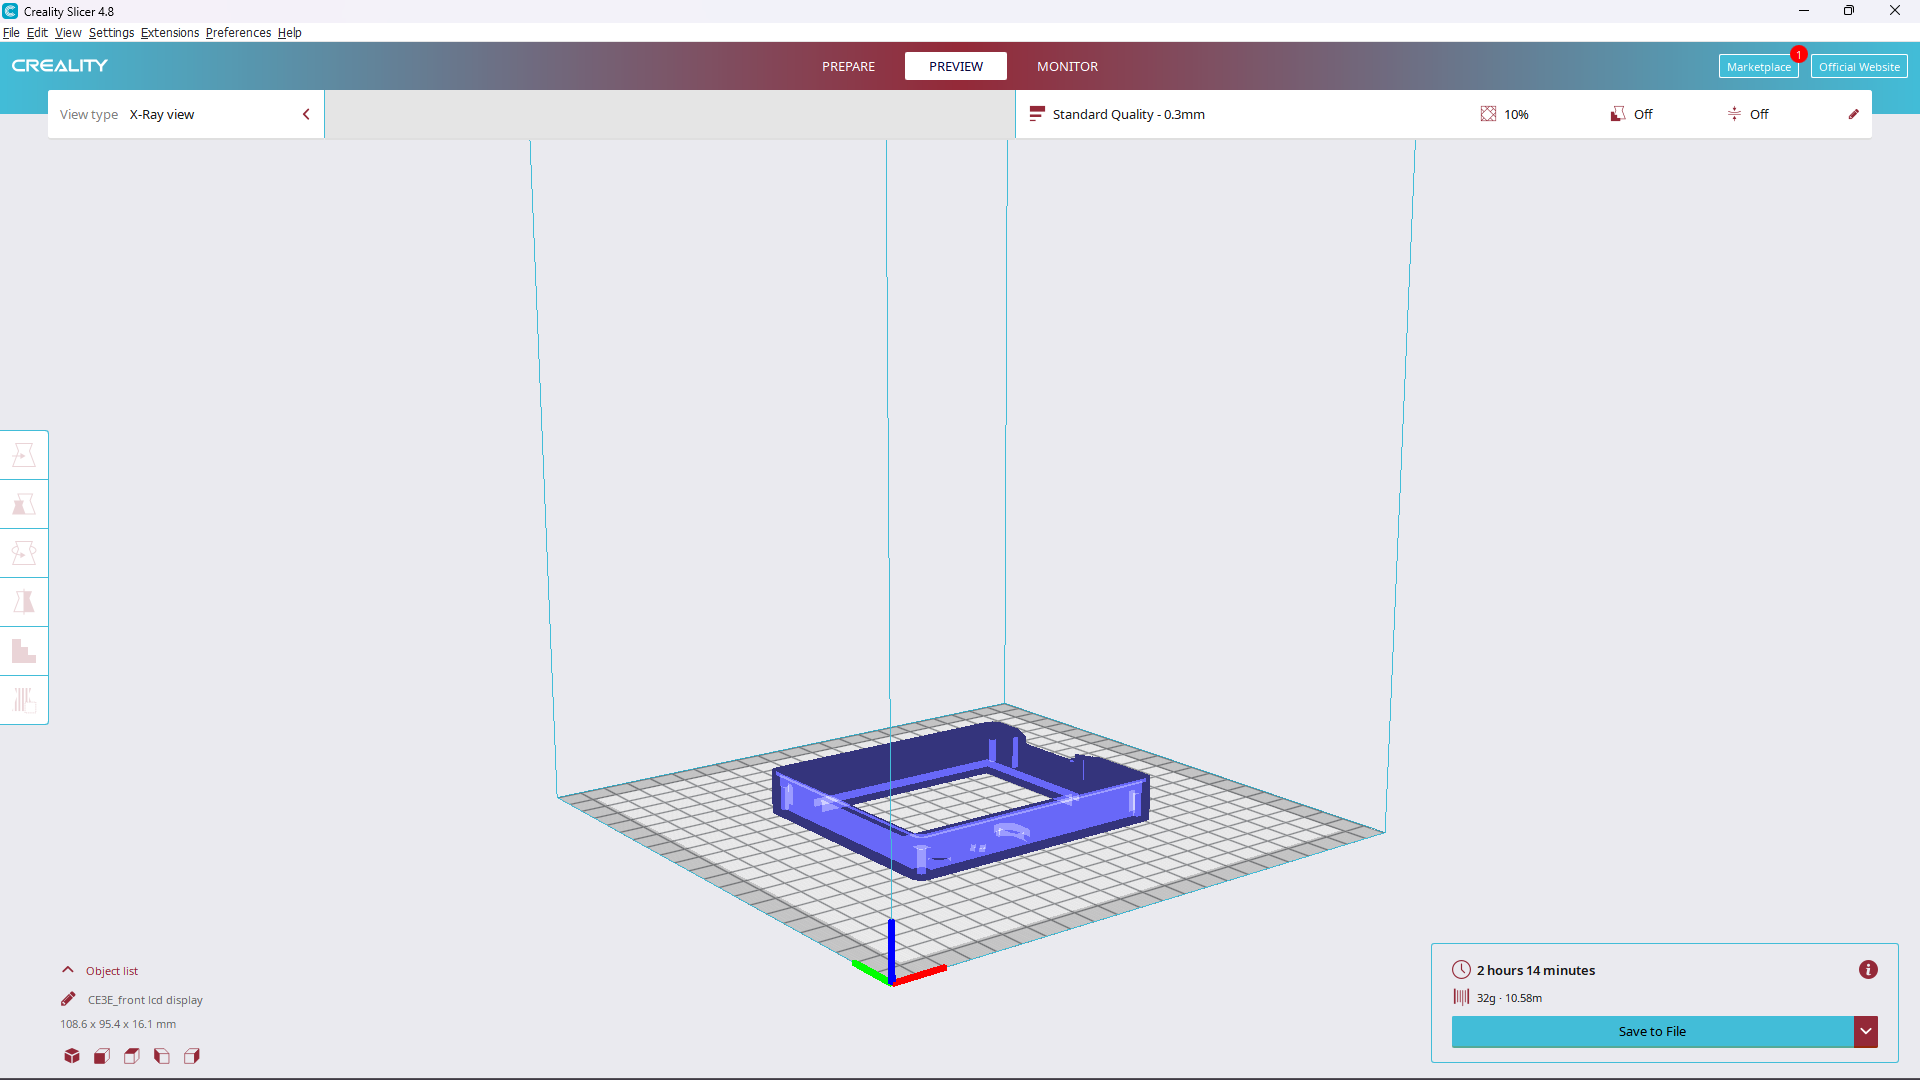 Creality Slicer 4.8
File Edit View Settings Extensions Preferences Help
CREALITY
PREPARE
PREVIEW
MONITOR
Marketplace
1
Official Website
View type X-Ray view
Standard Quality - 0.3mm
10%
Off
Off
Object list
CE3E_front lcd display
108.6 x 95.4 x 16.1 mm
2 hours 14 minutes
32g · 10.58m
Save to File